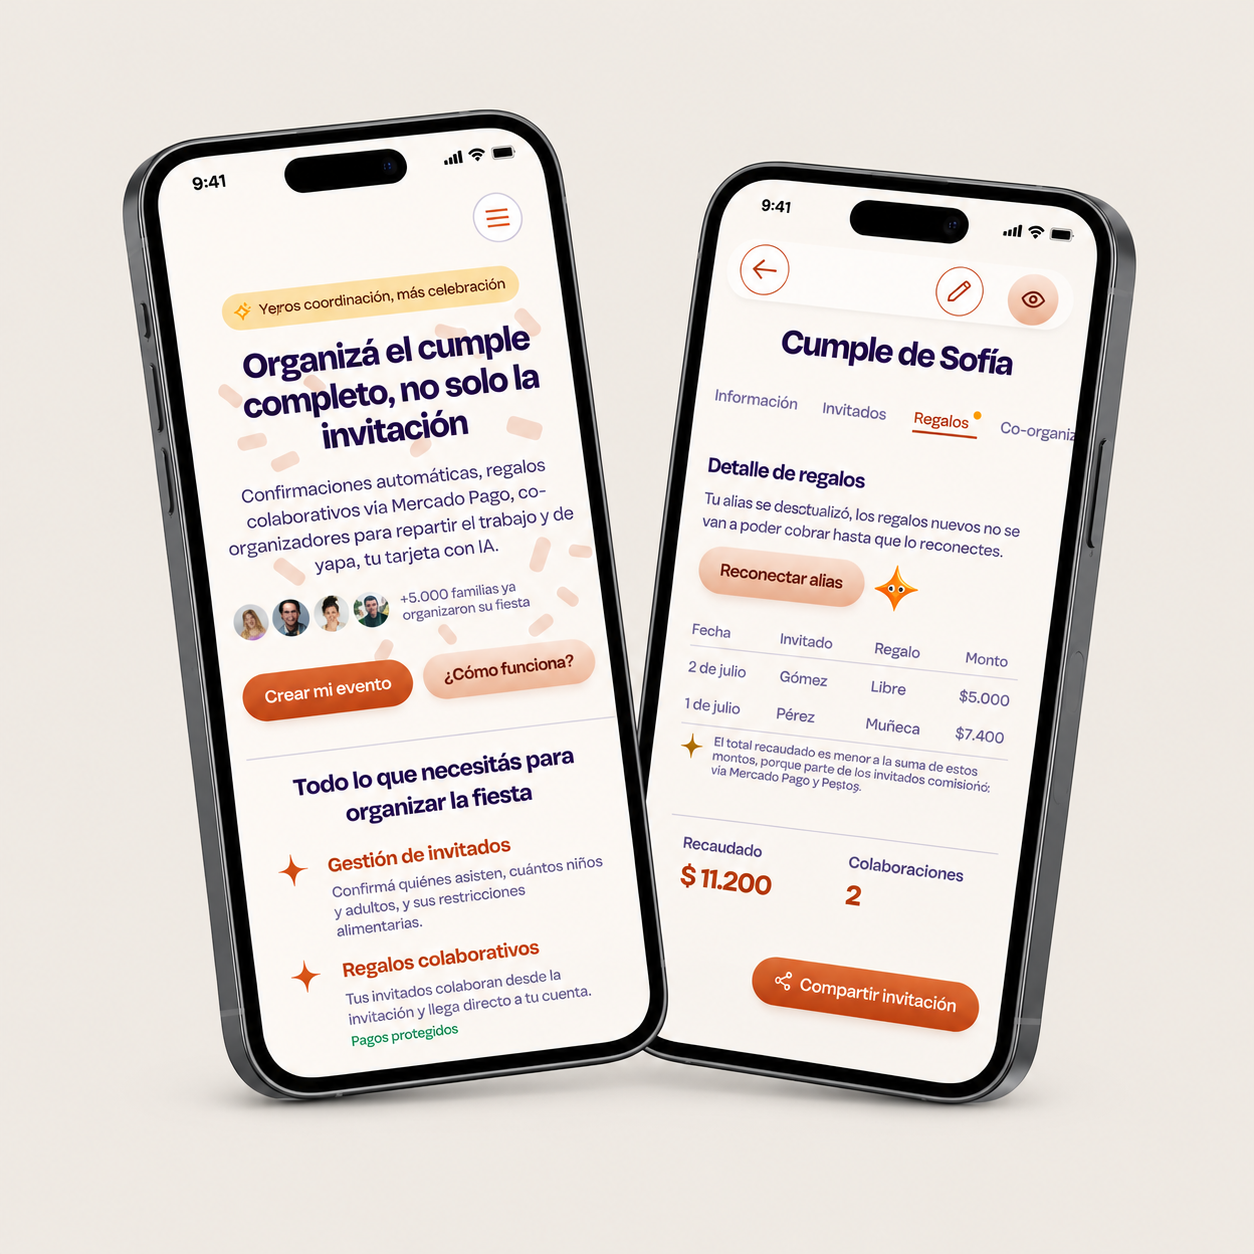 9:41
coordinación, más celebración
Organizá el cumple
completo, no solo la
invitación
Confirmaciones automáticas, regalos
colaborativos vía Mercado Pago, co-
organizadores para repartir el trabajo y de
yapa, tu tarjeta con IA.
+5.000 familias ya
organizaron su fiesta
Crear mi evento
¿Cómo funciona?
Todo lo que necesitás para
organizar la fiesta
Gestión de invitados
Confirmá quiénes asisten, cuántos niños
y adultos, y sus restricciones
alimentarias.
Regalos colaborativos
Tus invitados colaboran desde la
invitación y llega directo a tu cuenta.
Pagos protegidos
9:41
Cumple de Sofía
Información Invitados Regalos Co-organiz
Detalle de regalos
Tu alias se desctualizó, los regalos nuevos no se
van a poder cobrar hasta que lo reconectes.
Reconectar alias
Fecha Invitado Regalo Monto
2 de julio Gómez Libre $5.000
1 de julio Pérez Muñeca $7.400
El total recaudado es menor a la suma de estos
montos, porque parte de los invitados comisionó:
vía Mercado Pago y
Recaudado Colaboraciones
$ 11.200 2
Compartir invitación